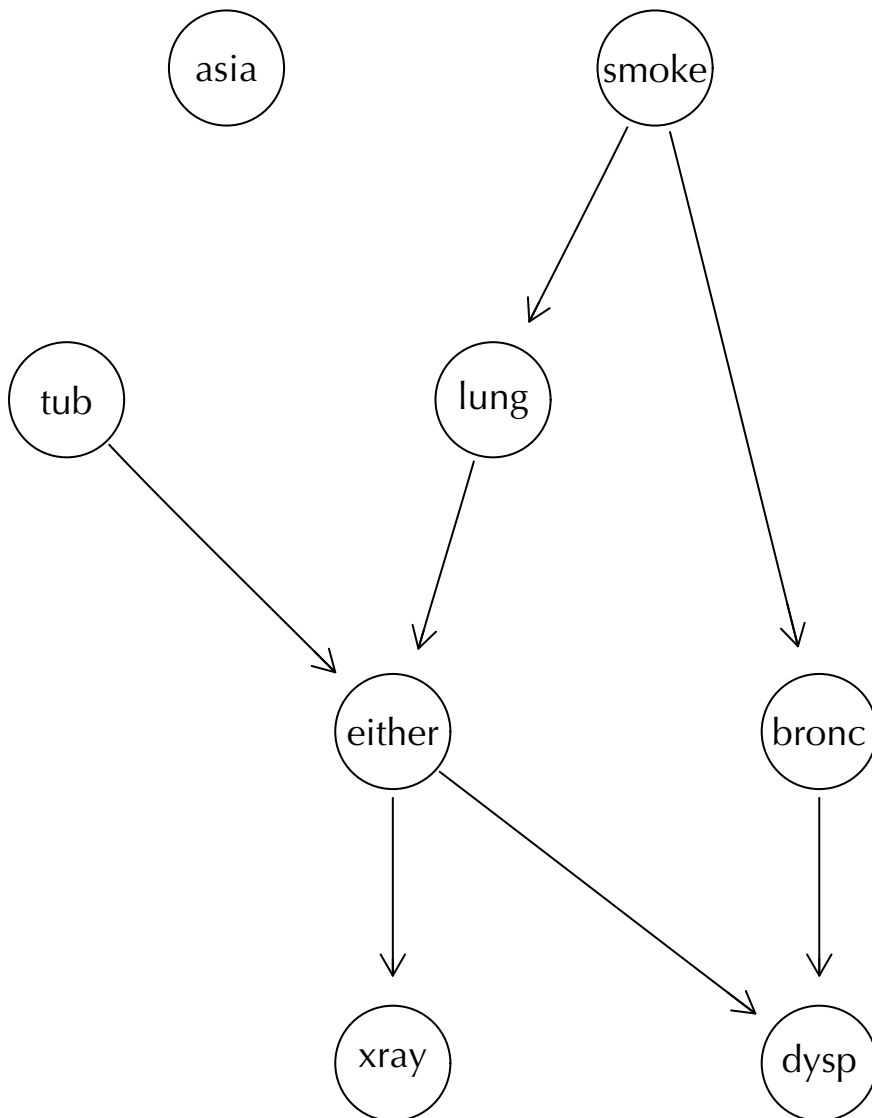 asia
smoke
tub
lung
either
bronc
xray
dysp